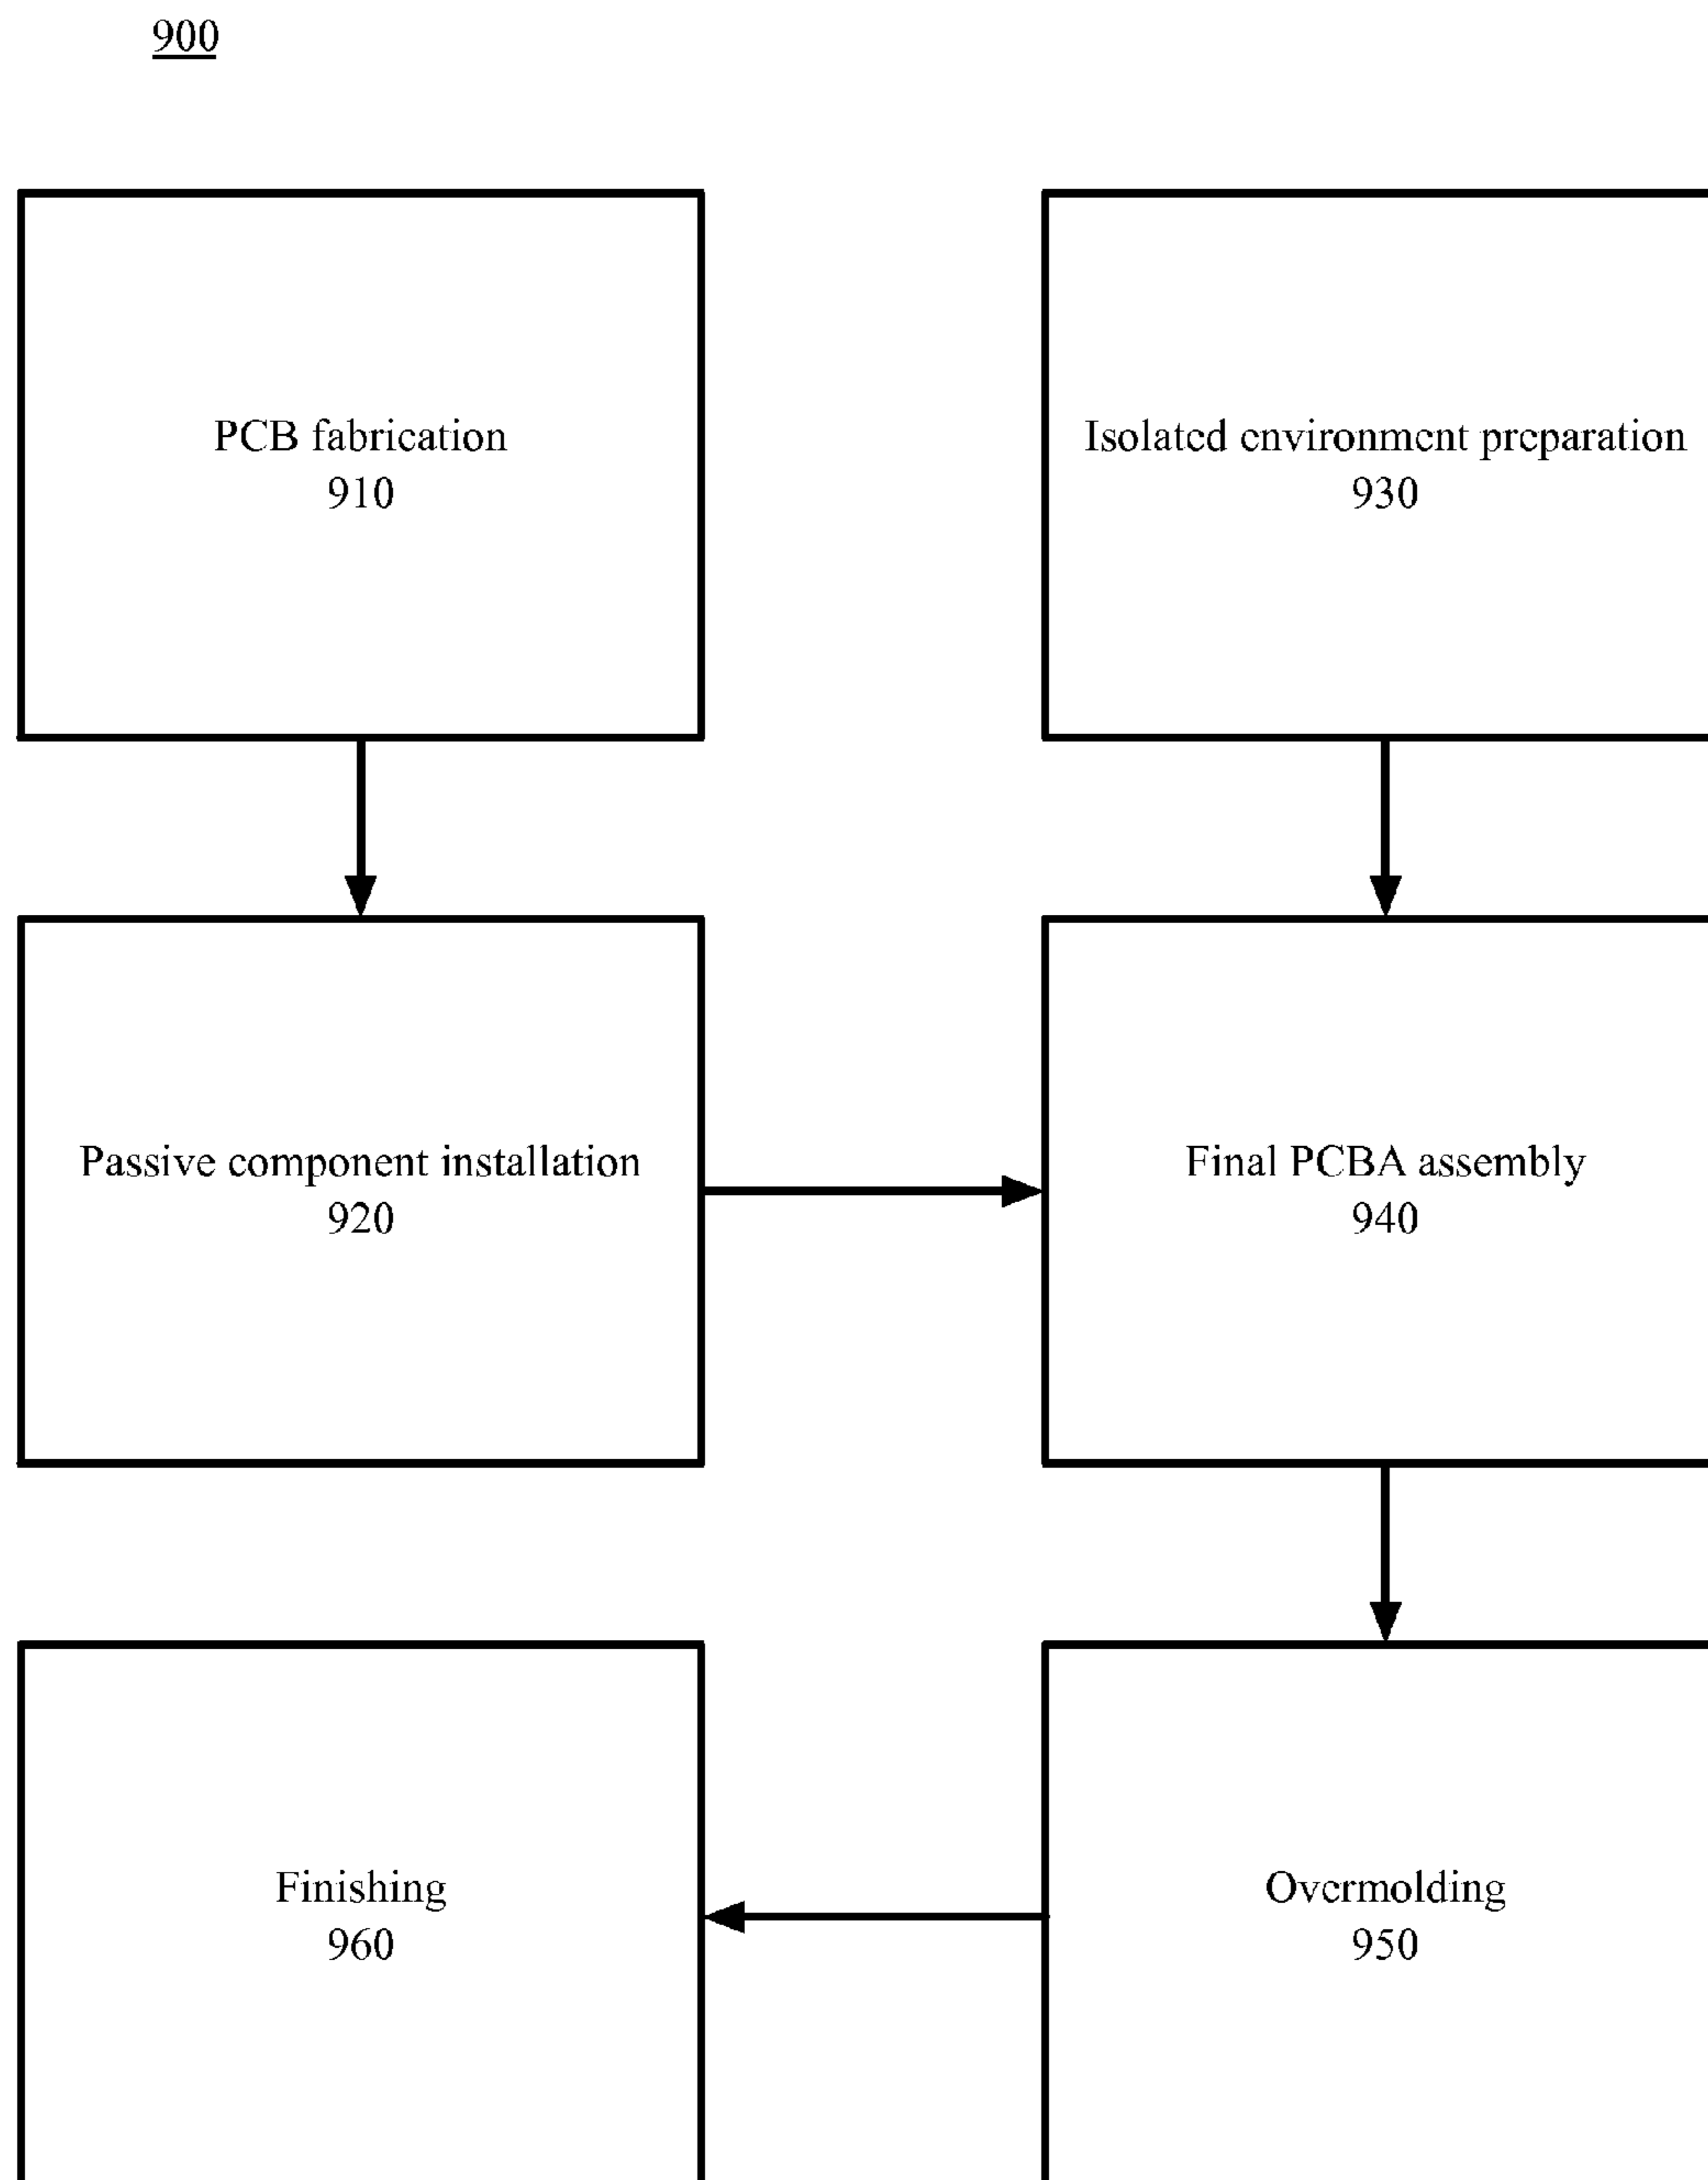 900
PCB fabrication
910
Isolated environment preparation
930
Passive component installation
920
Final PCBA assembly
940
Finishing
960
Overmolding
950